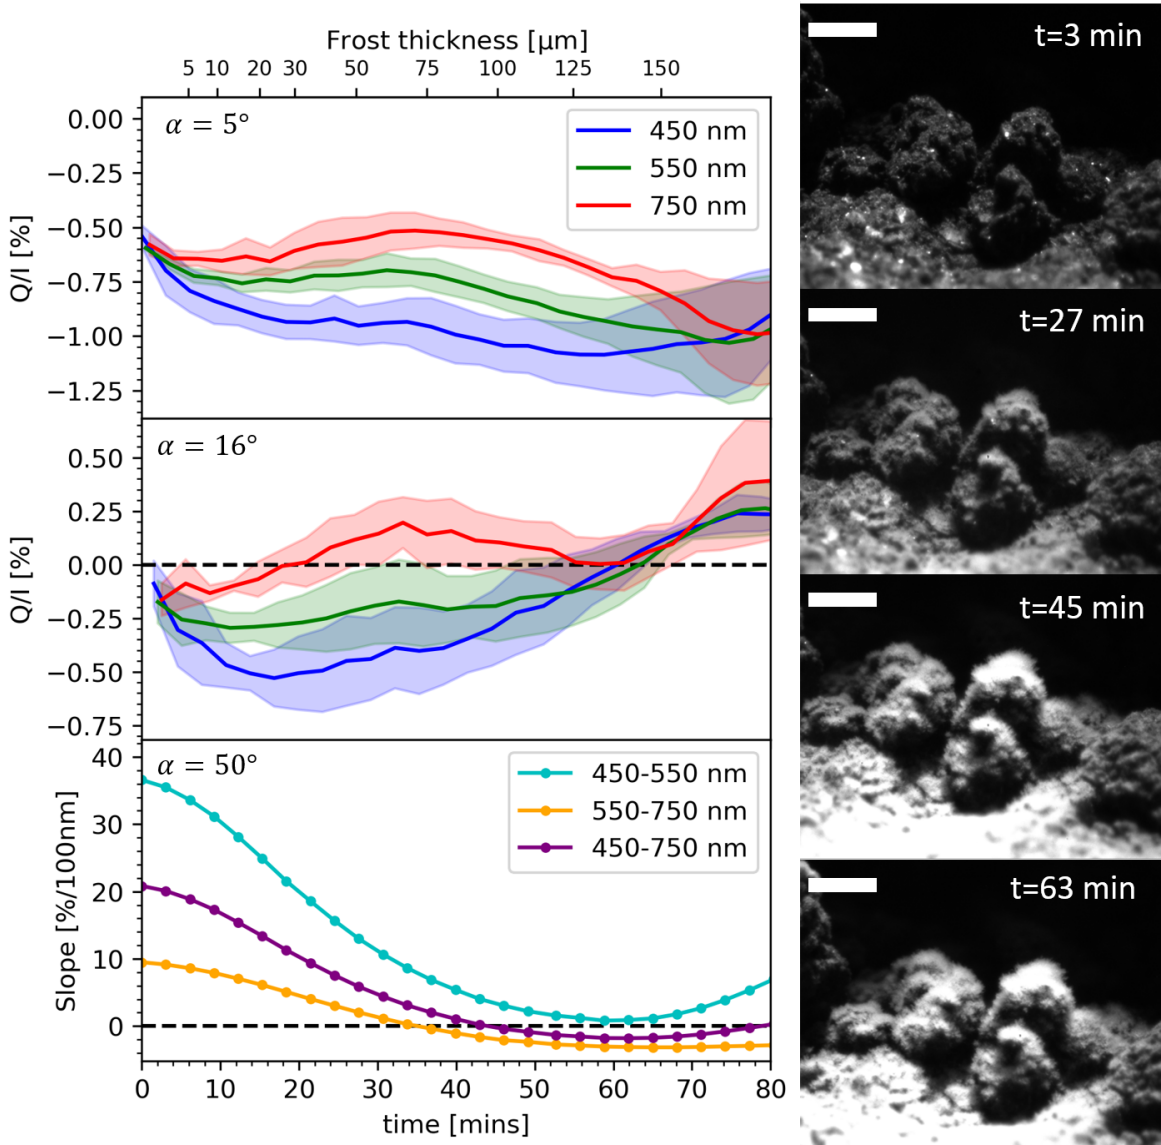 Frost thickness [µm]
5 10 20 30 50 75 100 125 150
α = 5°
450 nm
550 nm
750 nm
0.00
−0.25
−0.50
−0.75
−1.00
−1.25
Q/I [%]
α = 16°
0.50
0.25
0.00
−0.25
−0.50
−0.75
Q/I [%]
α = 50°
450-550 nm
550-750 nm
450-750 nm
40
30
20
10
0
Slope [%/100nm]
0 10 20 30 40 50 60 70 80
time [mins]
t=3 min
t=27 min
t=45 min
t=63 min